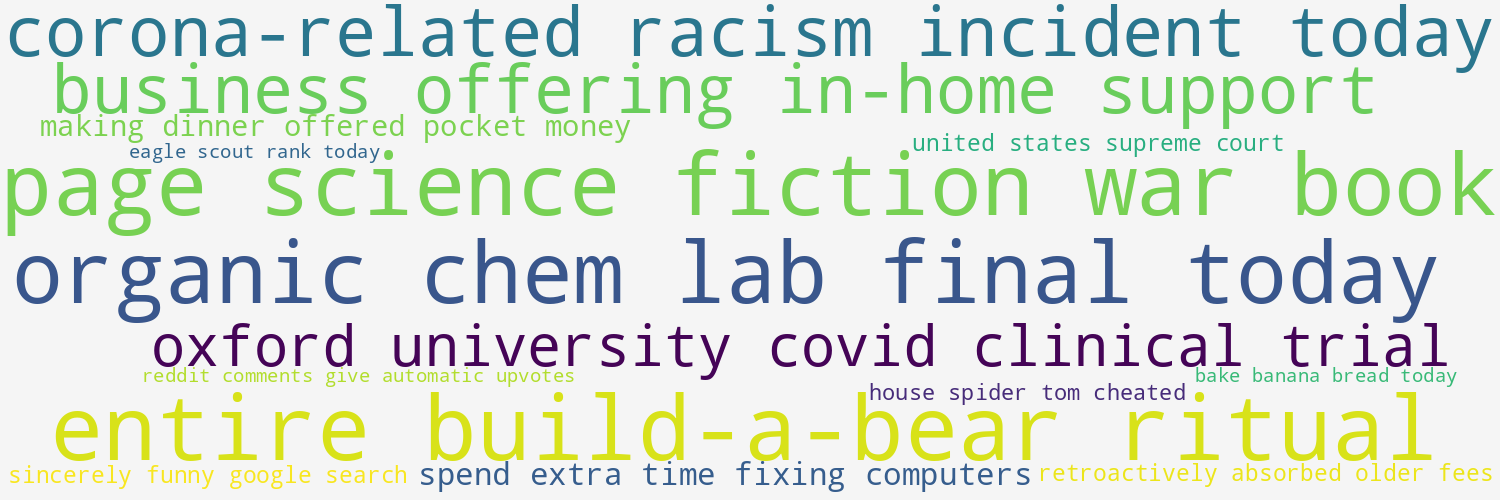 corona-related racism incident today
business offering in-home support
making dinner offered pocket money
united states supreme court
eagle scout rank today
page science fiction war book
organic chem lab final today
oxford university covid clinical trial
reddit comments give automatic upvotes
bake banana bread today
house spider tom cheated
entire build-a-bear ritual
sincerely funny google search
spend extra time fixing computers
retroactively absorbed older fees